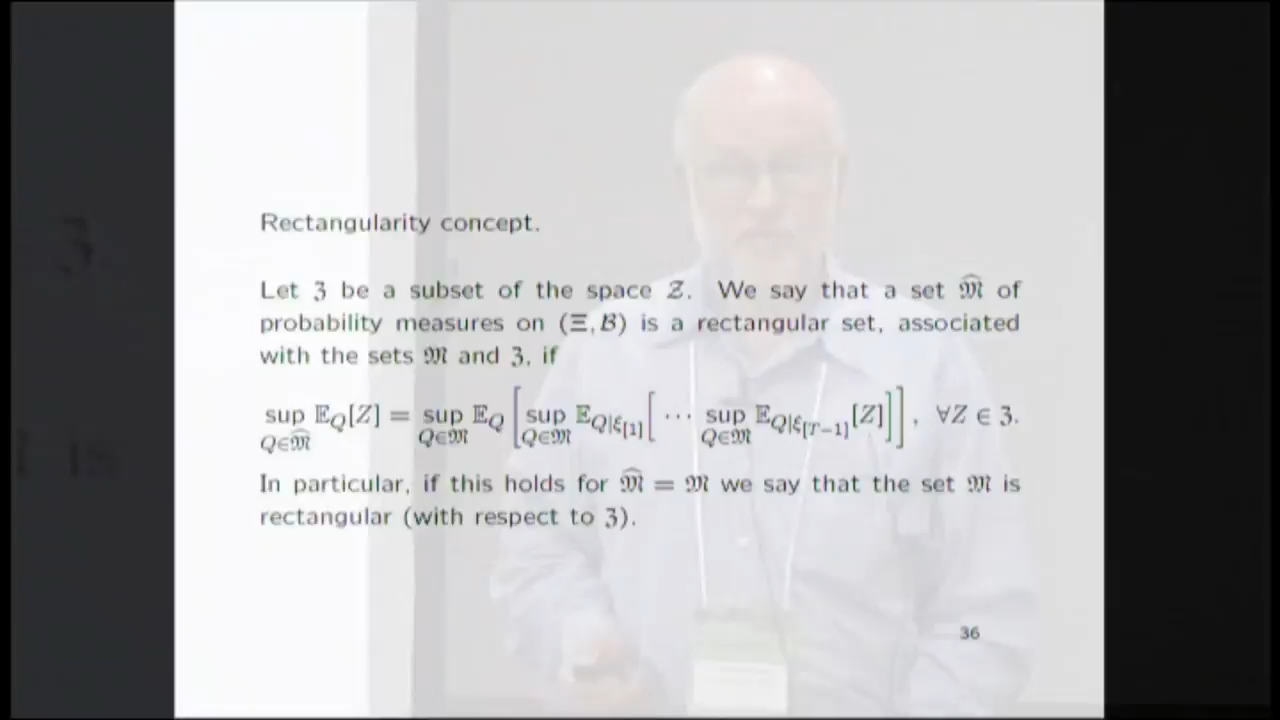 Rectangularity concept.
Let ℨ be a subset of the space 𝒵. We say that a set 𝔐̂ of
probability measures on (Ξ, ℬ) is a rectangular set, associated
with the sets 𝔐 and ℨ, if
sup_{Q∈𝔐̂} 𝔼_Q[Z] = sup_{Q∈𝔐} 𝔼_Q [ sup_{Q∈𝔐} 𝔼_{Q|ξ_{[1]}} [ ··· sup_{Q∈𝔐} 𝔼_{Q|ξ_{[T−1]}} [Z] ] ] , ∀Z ∈ ℨ.
In particular, if this holds for 𝔐̂ = 𝔐 we say that the set 𝔐 is
rectangular (with respect to ℨ).
36